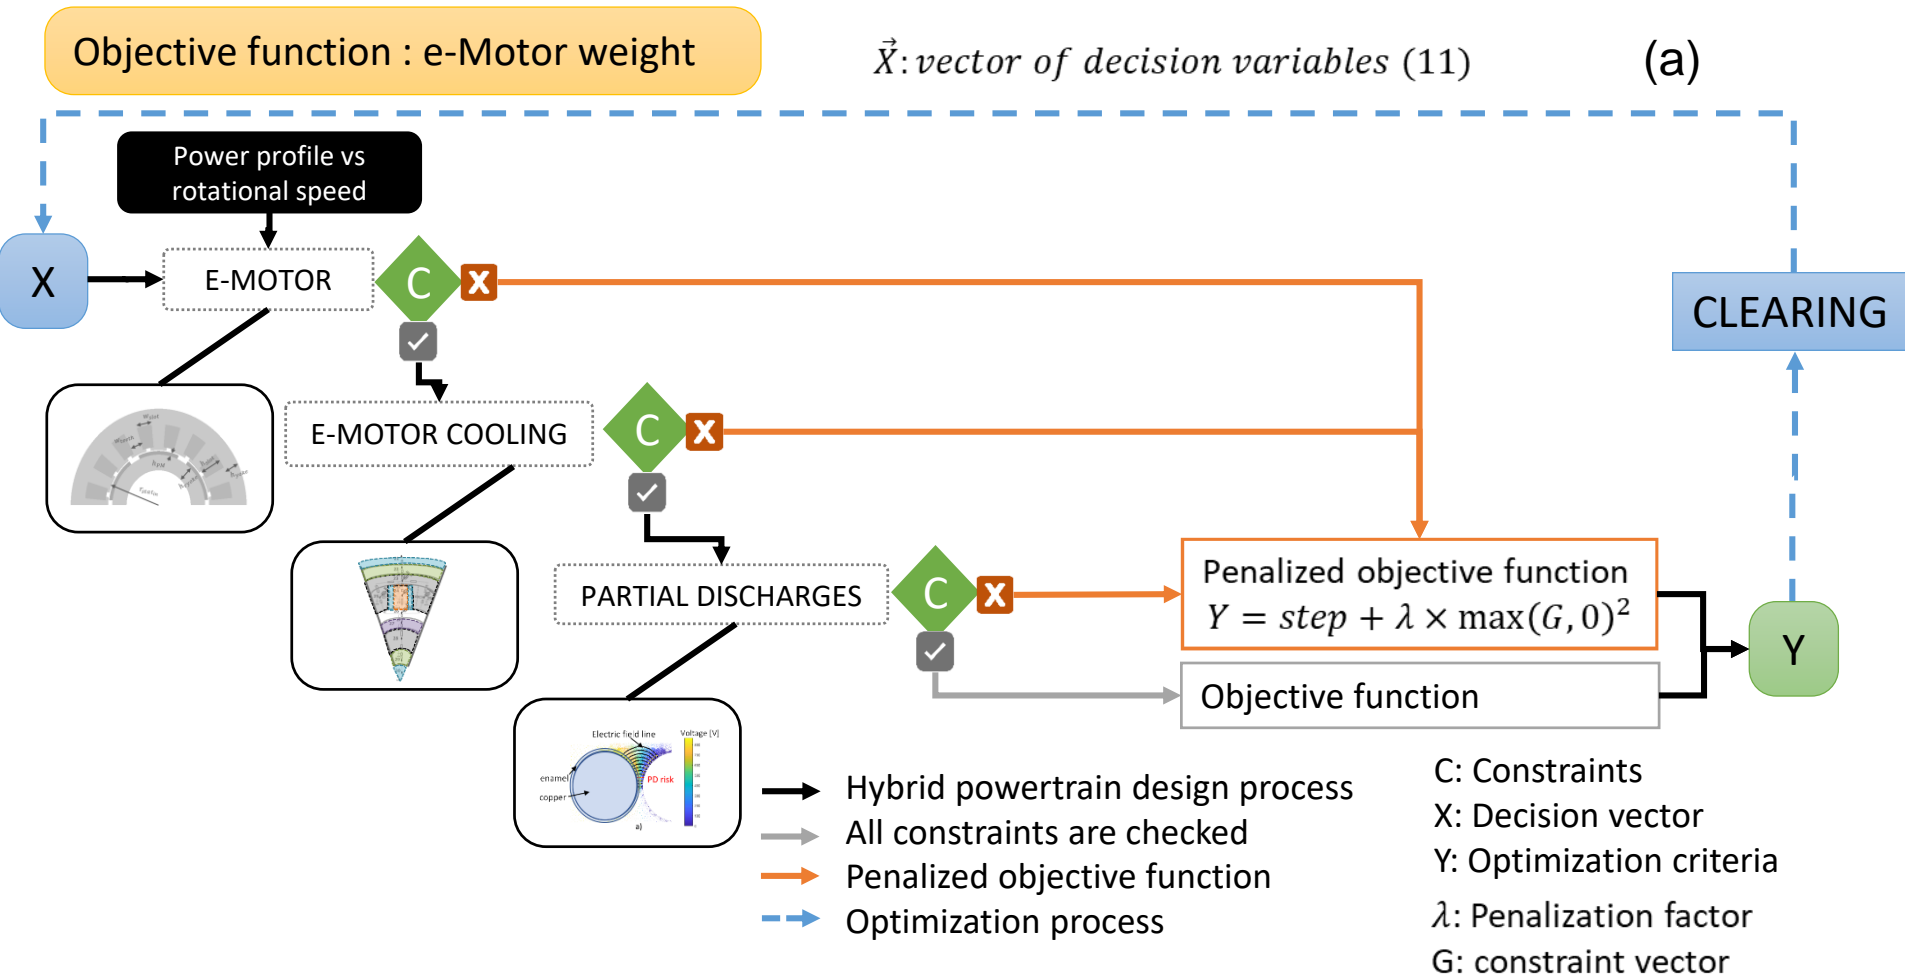 Objective function : e-Motor weight
X⃗: vector of decision variables (11)
(a)
Power profile vs
rotational speed
X
E-MOTOR
C
X
CLEARING
E-MOTOR COOLING
C
X
PARTIAL DISCHARGES
C
X
Penalized objective function
Y = step + λ × max(G, 0)²
Y
Objective function
Electric field line
Voltage [V]
enamel
PD risk
copper
a)
Hybrid powertrain design process
All constraints are checked
Penalized objective function
Optimization process
C: Constraints
X: Decision vector
Y: Optimization criteria
λ: Penalization factor
G: constraint vector